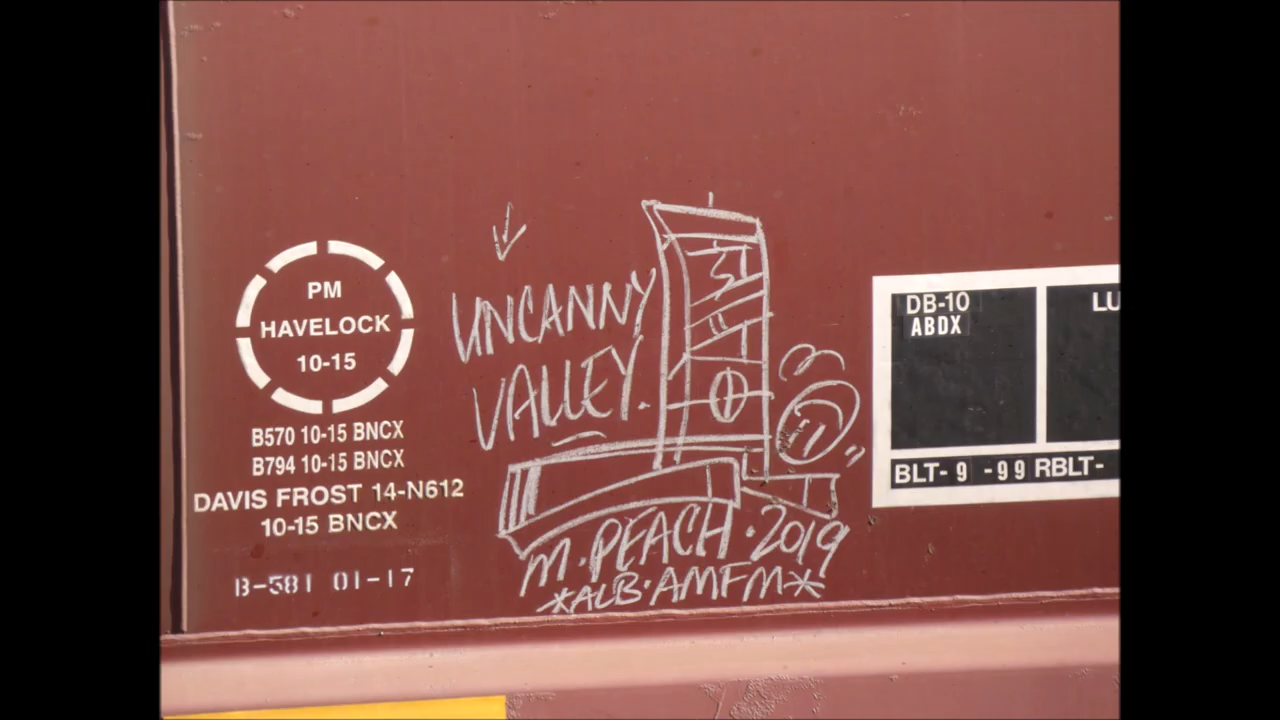 PM
HAVELOCK
10-15
B570 10-15 BNCX
B794 10-15 BNCX
DAVIS FROST 14-N612
10-15 BNCX
B-581 01-17
UNCANNY
VALLEY.
M. PEACH · 2019
*ALB·AMFM*
DB-10
ABDX
LU
BLT- 9 -99 RBLT-